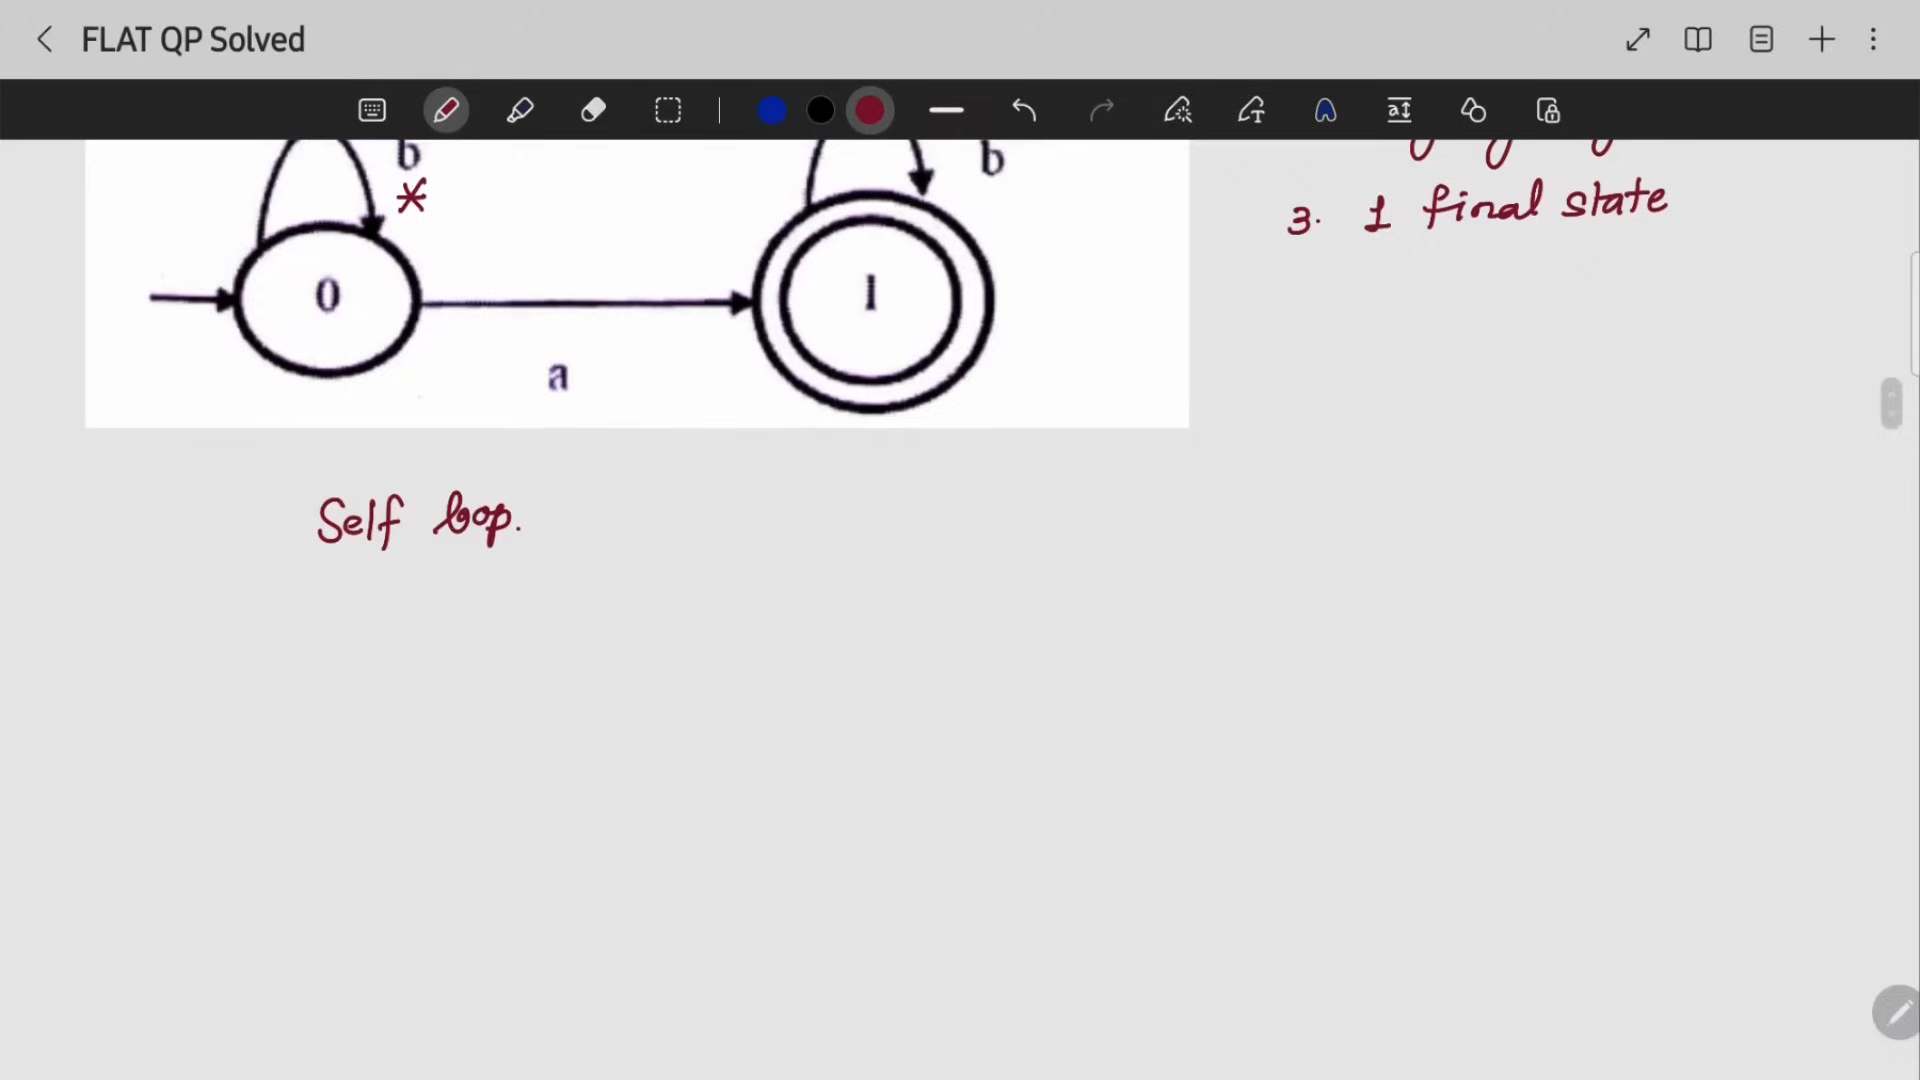 FLAT QP Solved
b
*
b
3. 1 final state
0
1
a
Self loop.